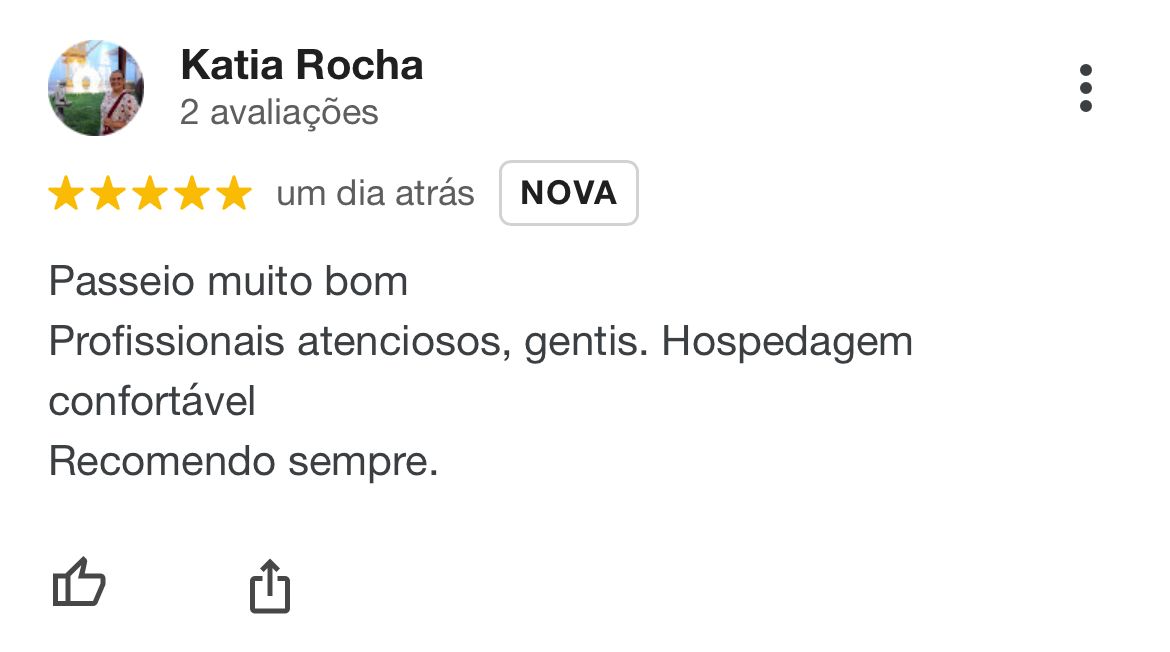 Katia Rocha
2 avaliações
um dia atrás NOVA
Passeio muito bom
Profissionais atenciosos, gentis. Hospedagem
confortável
Recomendo sempre.